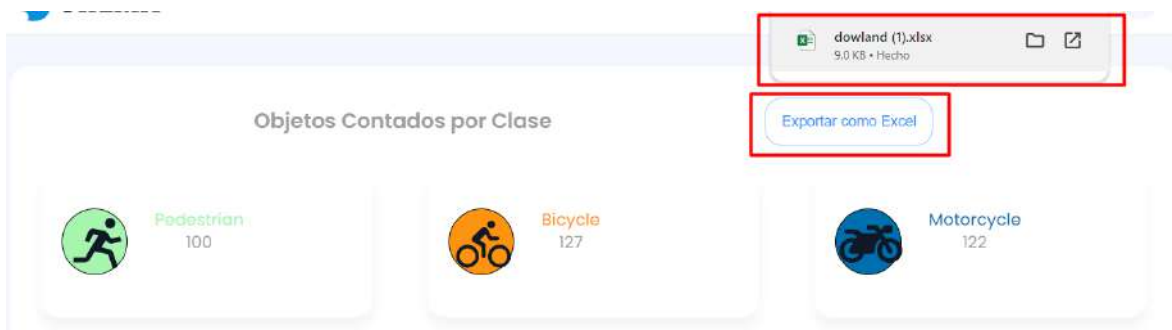 dowland (1).xlsx
9.0 KB • Hecho
Objetos Contados por Clase
Exportar como Excel
Pedestrian
100
Bicycle
127
Motorcycle
122